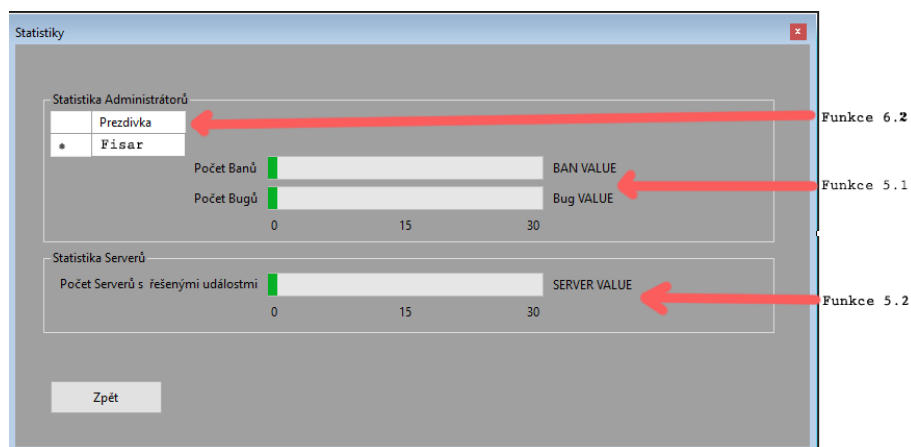 Statistiky
x
Statistika Administrátorů
Prezdivka
Funkce 6.2
* Fisar
Počet Banů BAN VALUE
Funkce 5.1
Počet Bugů Bug VALUE
0 15 30
Statistika Serverů
Počet Serverů s řešenými událostmi SERVER VALUE
Funkce 5.2
0 15 30
Zpět